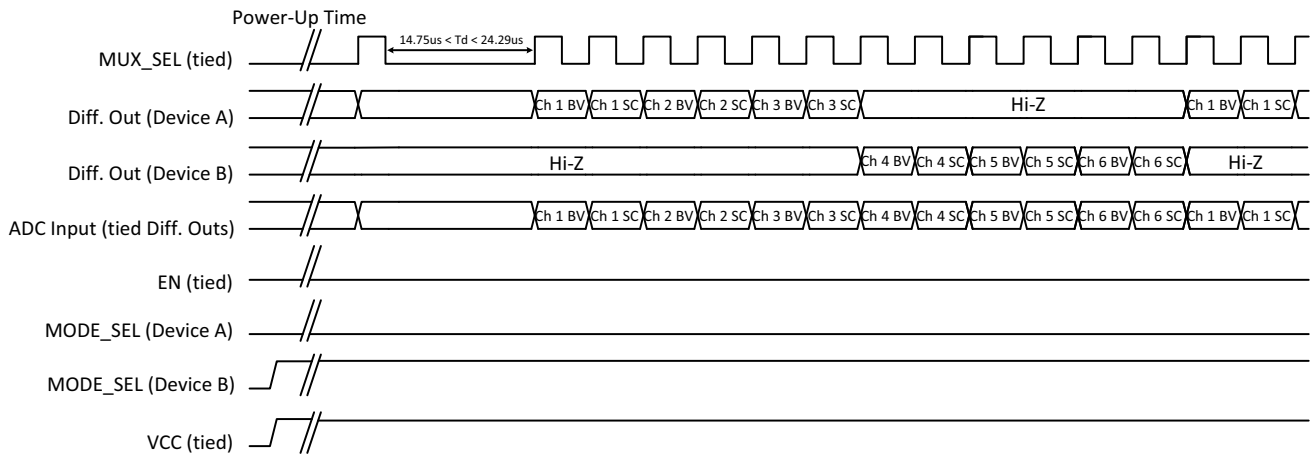 Power-Up Time
MUX_SEL (tied) 14.75us < Td < 24.29us
Diff. Out (Device A) Ch 1 BV Ch 1 SC Ch 2 BV Ch 2 SC Ch 3 BV Ch 3 SC Hi-Z Ch 1 BV Ch 1 SC
Diff. Out (Device B) Hi-Z Ch 4 BV Ch 4 SC Ch 5 BV Ch 5 SC Ch 6 BV Ch 6 SC Hi-Z
ADC Input (tied Diff. Outs) Ch 1 BV Ch 1 SC Ch 2 BV Ch 2 SC Ch 3 BV Ch 3 SC Ch 4 BV Ch 4 SC Ch 5 BV Ch 5 SC Ch 6 BV Ch 6 SC Ch 1 BV Ch 1 SC
EN (tied)
MODE_SEL (Device A)
MODE_SEL (Device B)
VCC (tied)